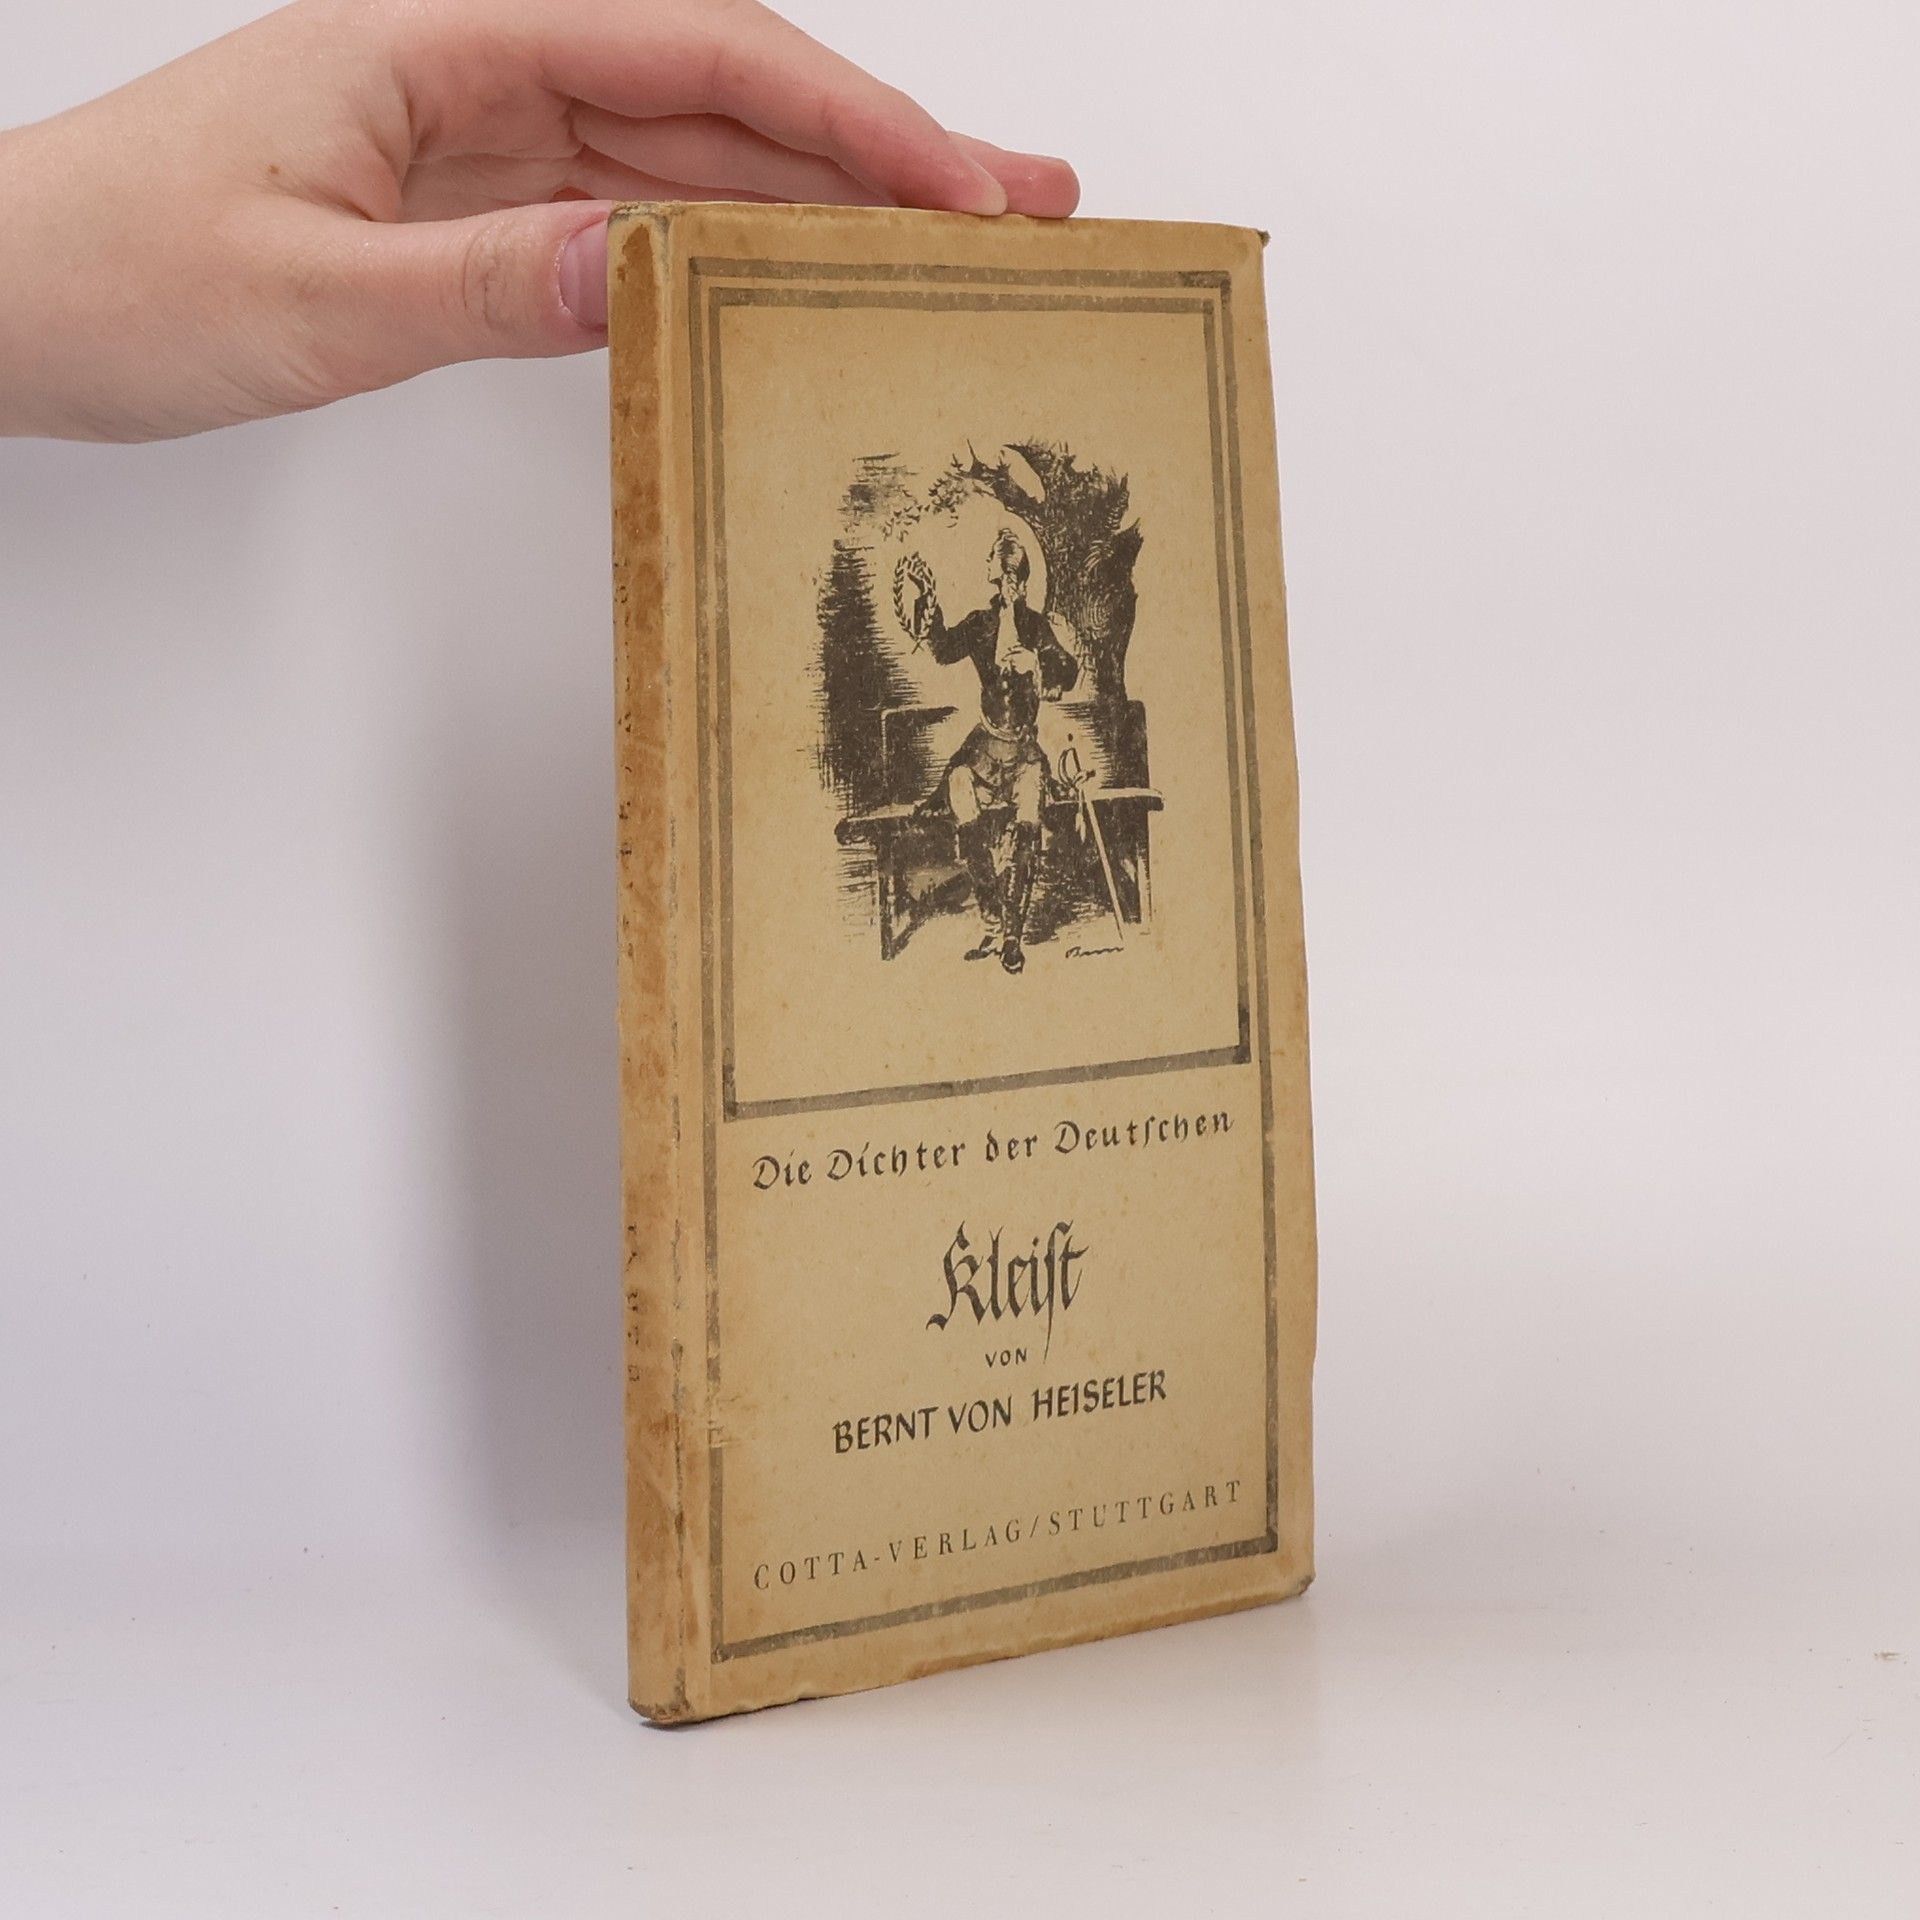 Die Dichter der Deutſchen
Kleiſt
VON
BERNT VON HEISELER
COTTA-VERLAG/STUTTGART